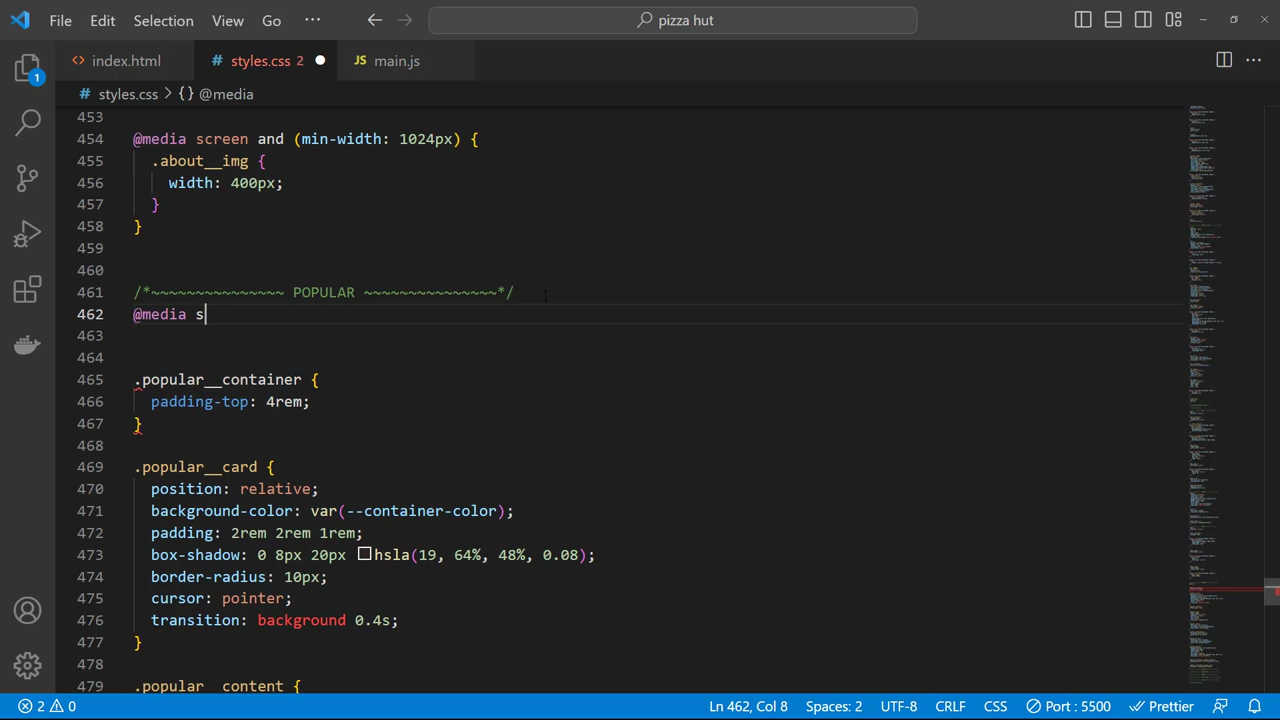 File Edit Selection View Go ··· pizza hut
index.html styles.css 2 JS main.js
styles.css > {} @media
453
454 @media screen and (min-width: 1024px) {
455 .about__img {
456 width: 400px;
457 }
458 }
459
460
461 /*~~~~~~~~~~~~~~~ POPULAR ~~~~~~~~~~~~~~~*/
462 @media s
463
464
465 .popular__container {
466 padding-top: 4rem;
467 }
468
469 .popular__card {
470 position: relative;
471 background-color: var(--container-color);
472 padding: 2rem 2rem 1rem;
473 box-shadow: 0 8px 20px hsla(19, 64%, 18%, 0.08);
474 border-radius: 10px;
475 cursor: pointer;
476 transition: background 0.4s;
477 }
478
479 .popular__content {
1
2 0 Ln 462, Col 8 Spaces: 2 UTF-8 CRLF CSS Port : 5500 Prettier